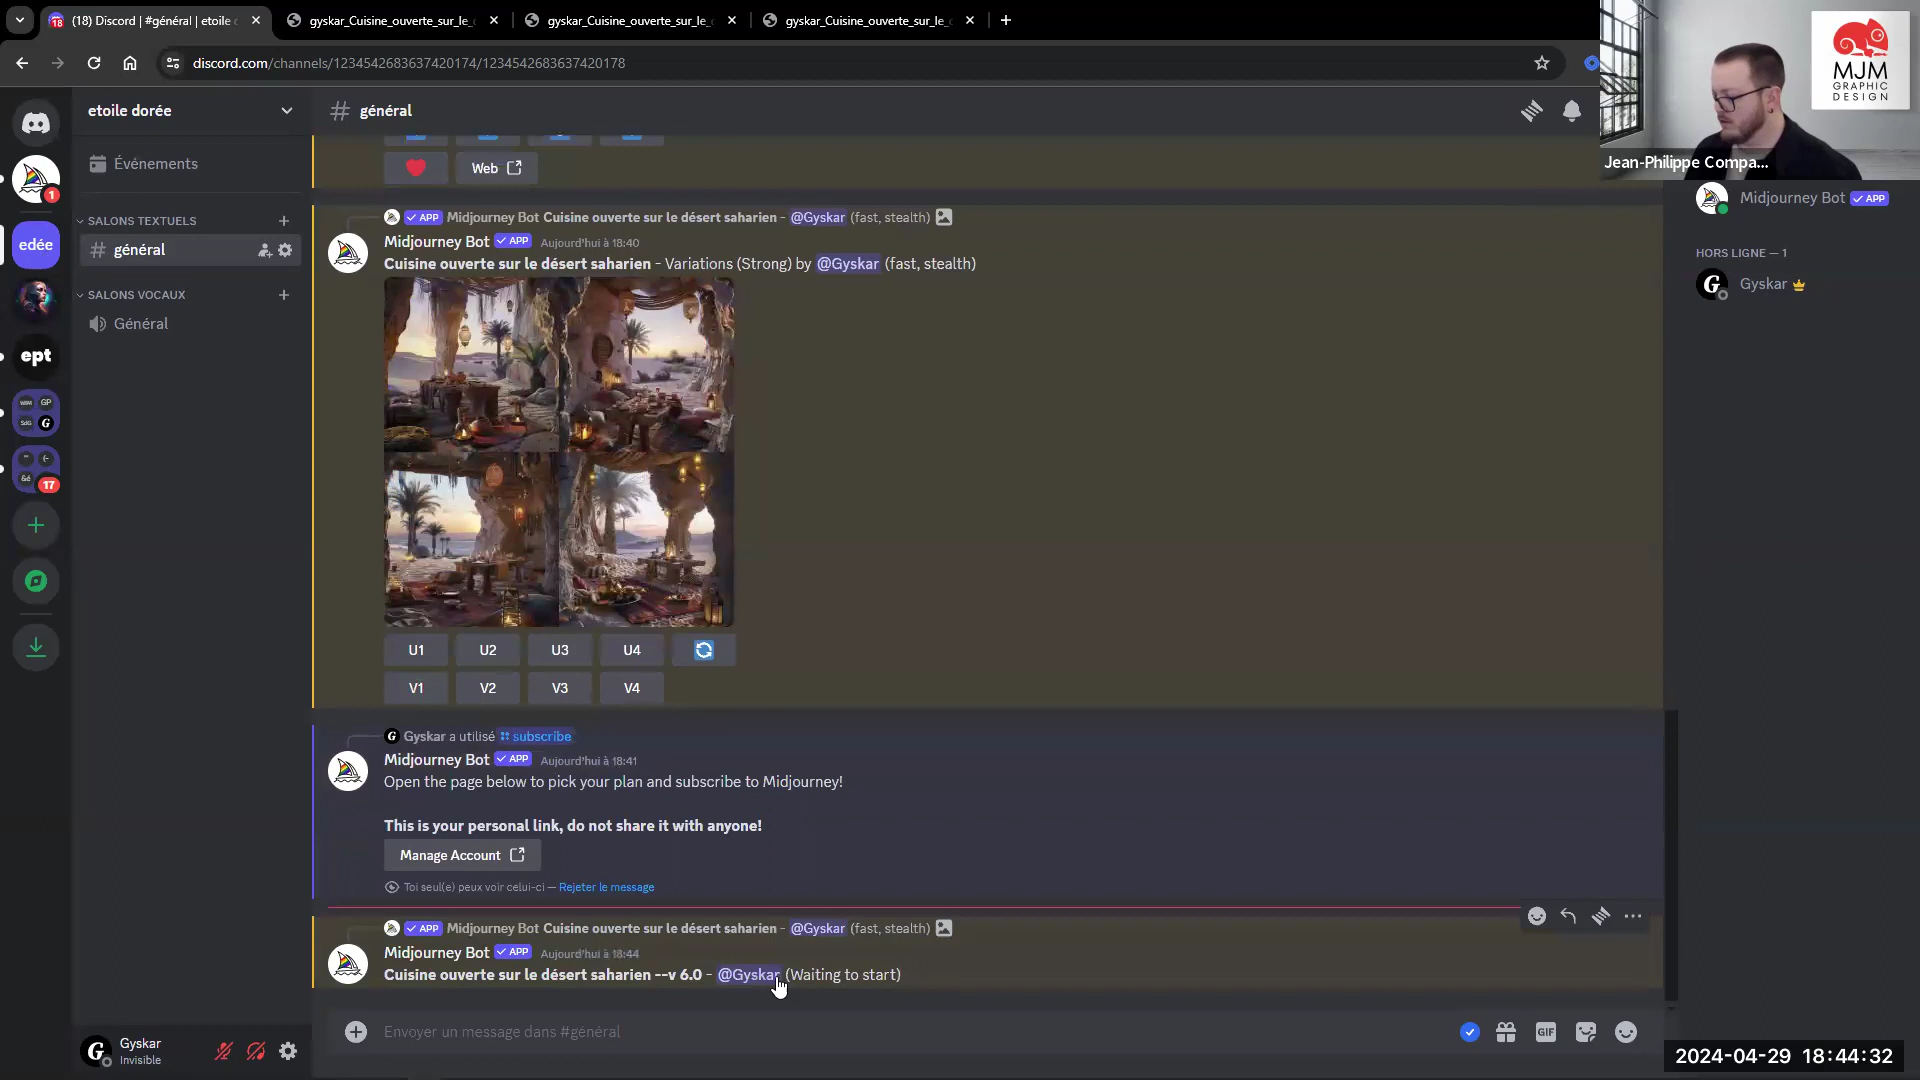 (18) Discord | #général | etoile
gyskar_Cuisine_ouverte_sur_le_
gyskar_Cuisine_ouverte_sur_le_
gyskar_Cuisine_ouverte_sur_le_
discord.com/channels/1234542683637420174/1234542683637420178
MJM
GRAPHIC
DESIGN
Jean-Philippe Compa...
etoile dorée
Événements
SALONS TEXTUELS
général
SALONS VOCAUX
Général
1
edée
ept
17
# général
Web
APP Midjourney Bot Cuisine ouverte sur le désert saharien - @Gyskar (fast, stealth)
Midjourney Bot APP Aujourd'hui à 18:40
Cuisine ouverte sur le désert saharien - Variations (Strong) by @Gyskar (fast, stealth)
U1 U2 U3 U4
V1 V2 V3 V4
G Gyskar a utilisé subscribe
Midjourney Bot APP Aujourd'hui à 18:41
Open the page below to pick your plan and subscribe to Midjourney!
This is your personal link, do not share it with anyone!
Manage Account
Toi seul(e) peux voir celui-ci — Rejeter le message
APP Midjourney Bot Cuisine ouverte sur le désert saharien - @Gyskar (fast, stealth)
Midjourney Bot APP Aujourd'hui à 18:44
Cuisine ouverte sur le désert saharien --v 6.0 - @Gyskar (Waiting to start)
Envoyer un message dans #général
GIF
Midjourney Bot APP
HORS LIGNE — 1
G Gyskar
G Gyskar
Invisible
2024-04-29 18:44:32